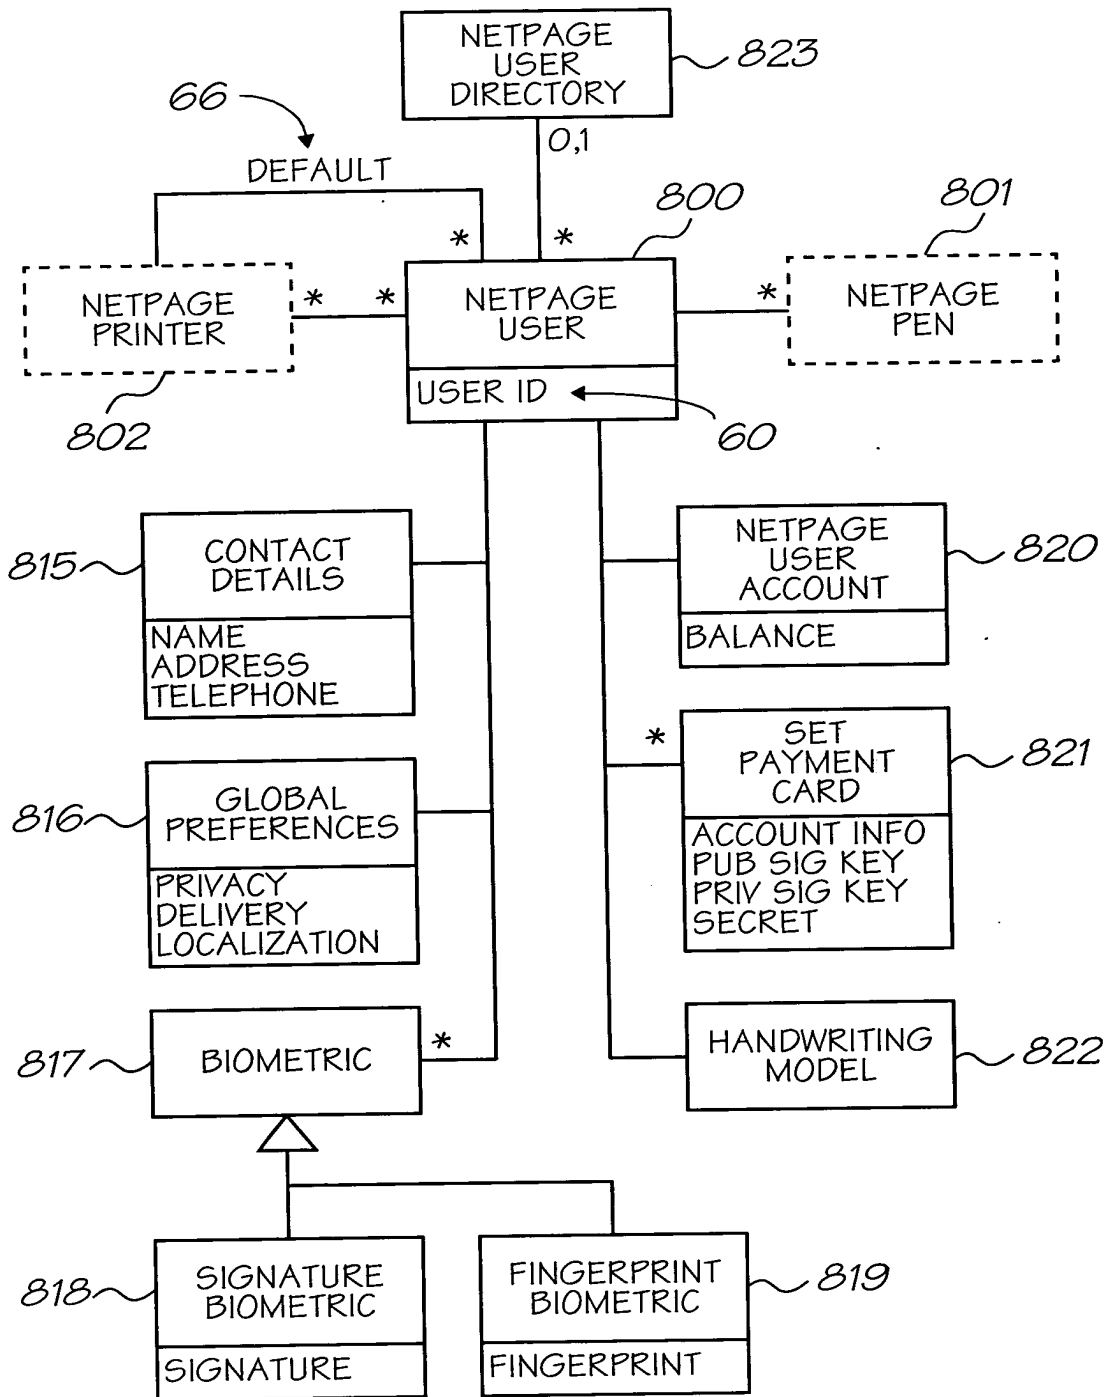 NETPAGE
USER
DIRECTORY
823
66
DEFAULT
0,1
800
801
*
*
NETPAGE
PRINTER
*
*
NETPAGE
USER
*
NETPAGE
PEN
802
USER ID
60
815
CONTACT
DETAILS
NAME
ADDRESS
TELEPHONE
NETPAGE
USER
ACCOUNT
820
BALANCE
816
GLOBAL
PREFERENCES
PRIVACY
DELIVERY
LOCALIZATION
*
SET
PAYMENT
CARD
821
ACCOUNT INFO
PUB SIG KEY
PRIV SIG KEY
SECRET
817
BIOMETRIC
*
HANDWRITING
MODEL
822
818
SIGNATURE
BIOMETRIC
SIGNATURE
FINGERPRINT
BIOMETRIC
819
FINGERPRINT